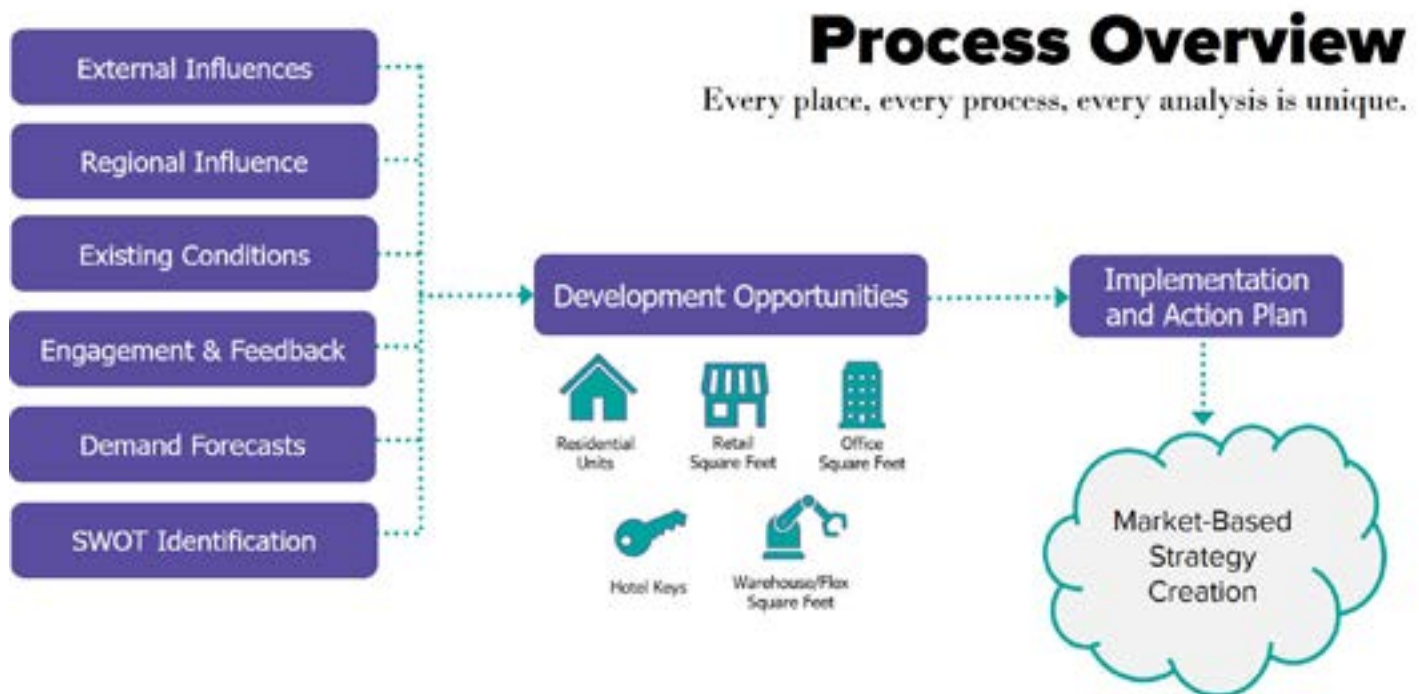 Process Overview
Every place, every process, every analysis is unique.
External Influences
Regional Influence
Existing Conditions
Engagement & Feedback
Demand Forecasts
SWOT Identification
Development Opportunities
Residential
Units
Retail
Square Feet
Office
Square Feet
Hotel Keys
Warehouse/Flex
Square Feet
Implementation
and Action Plan
Market-Based
Strategy
Creation